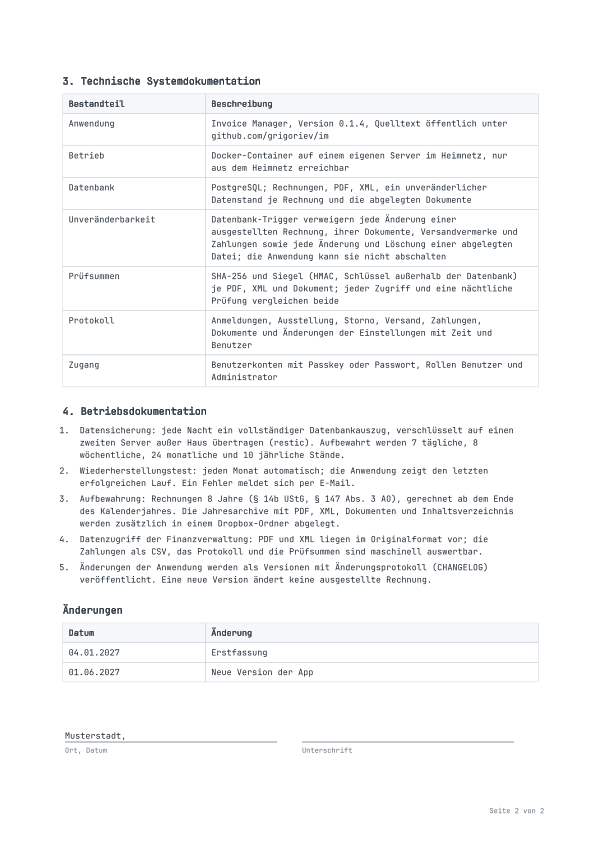 3. Technische Systemdokumentation
Bestandteil Beschreibung
Anwendung Invoice Manager, Version 0.1.4, Quelltext öffentlich unter
github.com/grigoriev/im
Betrieb Docker-Container auf einem eigenen Server im Heimnetz, nur
aus dem Heimnetz erreichbar
Datenbank PostgreSQL; Rechnungen, PDF, XML, ein unveränderlicher
Datenstand je Rechnung und die abgelegten Dokumente
Unveränderbarkeit Datenbank-Trigger verweigern jede Änderung einer
ausgestellten Rechnung, ihrer Dokumente, Versandvermerke und
Zahlungen sowie jede Änderung und Löschung einer abgelegten
Datei; die Anwendung kann sie nicht abschalten
Prüfsummen SHA-256 und Siegel (HMAC, Schlüssel außerhalb der Datenbank)
je PDF, XML und Dokument; jeder Zugriff und eine nächtliche
Prüfung vergleichen beide
Protokoll Anmeldungen, Ausstellung, Storno, Versand, Zahlungen,
Dokumente und Änderungen der Einstellungen mit Zeit und
Benutzer
Zugang Benutzerkonten mit Passkey oder Passwort, Rollen Benutzer und
Administrator
4. Betriebsdokumentation
1. Datensicherung: jede Nacht ein vollständiger Datenbankauszug, verschlüsselt auf einen
zweiten Server außer Haus übertragen (restic). Aufbewahrt werden 7 tägliche, 8
wöchentliche, 24 monatliche und 10 jährliche Stände.
2. Wiederherstellungstest: jeden Monat automatisch; die Anwendung zeigt den letzten
erfolgreichen Lauf. Ein Fehler meldet sich per E-Mail.
3. Aufbewahrung: Rechnungen 8 Jahre (§ 14b UStG, § 147 Abs. 3 AO), gerechnet ab dem Ende
des Kalenderjahres. Die Jahresarchive mit PDF, XML, Dokumenten und Inhaltsverzeichnis
werden zusätzlich in einem Dropbox-Ordner abgelegt.
4. Datenzugriff der Finanzverwaltung: PDF und XML liegen im Originalformat vor; die
Zahlungen als CSV, das Protokoll und die Prüfsummen sind maschinell auswertbar.
5. Änderungen der Anwendung werden als Versionen mit Änderungsprotokoll (CHANGELOG)
veröffentlicht. Eine neue Version ändert keine ausgestellte Rechnung.
Änderungen
Datum Änderung
04.01.2027 Erstfassung
01.06.2027 Neue Version der App
Musterstadt,
Ort, Datum Unterschrift
Seite 2 von 2